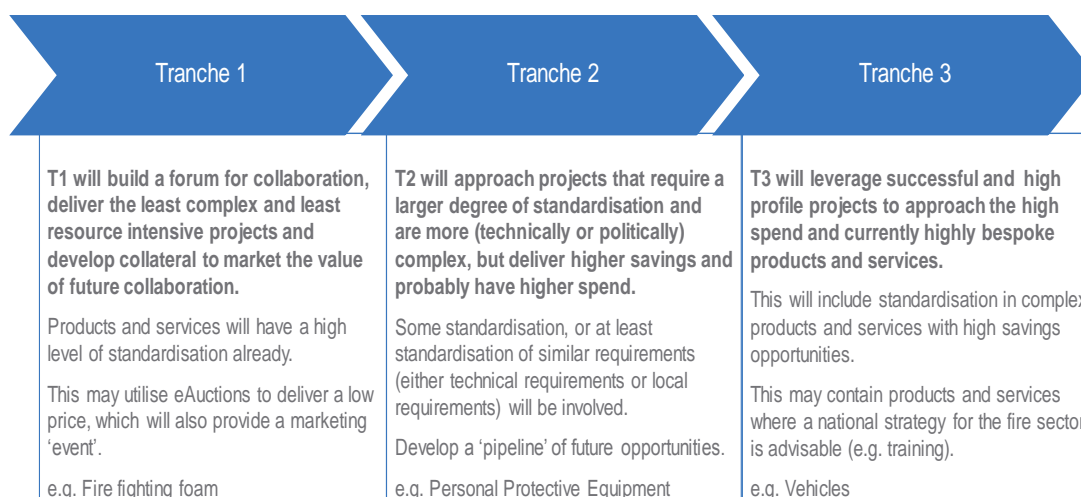 Tranche 1
Tranche 2
Tranche 3
T1 will build a forum for collaboration,
deliver the least complex and least
resource intensive projects and
develop collateral to market the value
of future collaboration.
Products and services will have a high
level of standardisation already.
This may utilise eAuctions to deliver a low
price, which will also provide a marketing
‘event’.
e.g. Fire fighting foam
T2 will approach projects that require a
larger degree of standardisation and
are more (technically or politically)
complex, but deliver higher savings and
probably have higher spend.
Some standardisation, or at least
standardisation of similar requirements
(either technical requirements or local
requirements) will be involved.
Develop a ‘pipeline’ of future opportunities.
e.g. Personal Protective Equipment
T3 will leverage successful and high
profile projects to approach the high
spend and currently highly bespoke
products and services.
This will include standardisation in complex
products and services with high savings
opportunities.
This may contain products and services
where a national strategy for the fire sector
is advisable (e.g. training).
e.g. Vehicles